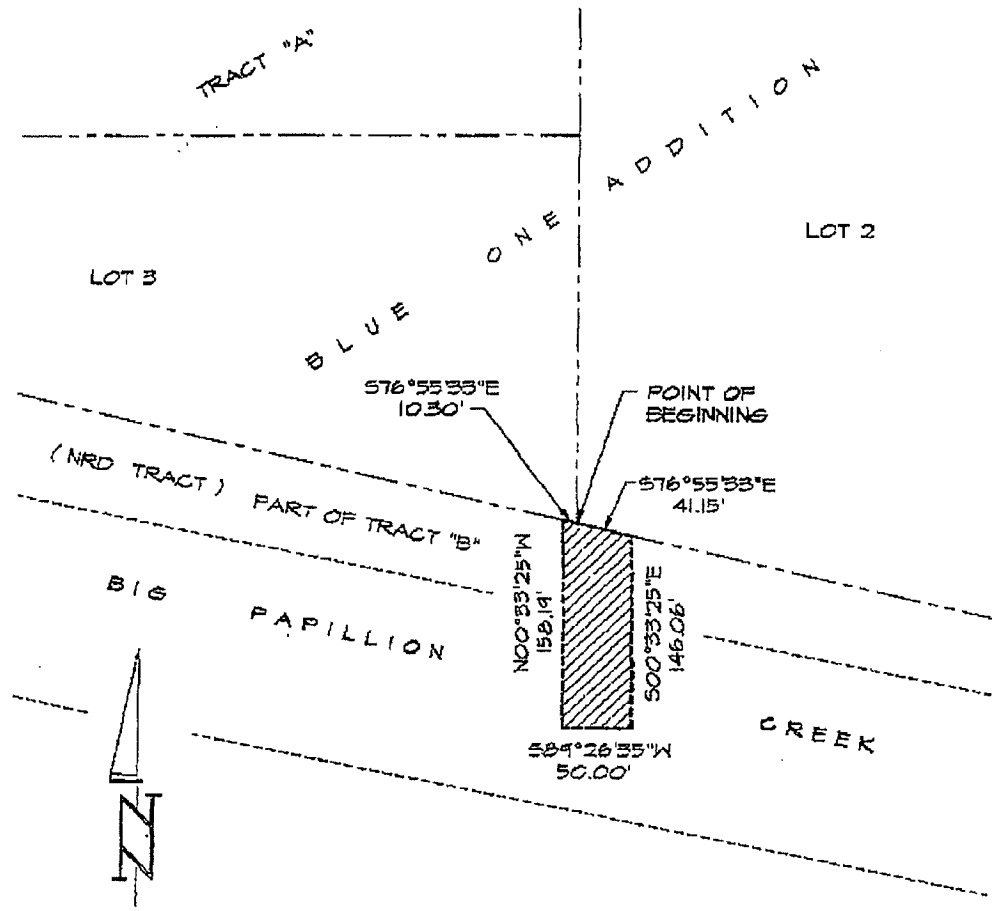 TRACT "A"
BLUE ONE ADDITION
LOT 2
LOT 3
S76°55'33"E
10.30'
POINT OF
BEGINNING
S76°55'33"E
41.15'
(NRD TRACT) PART OF TRACT "B"
N00°33'25"W
158.19'
S00°33'25"E
146.06'
BIG PAPILLION CREEK
S89°26'35"W
50.00'
N